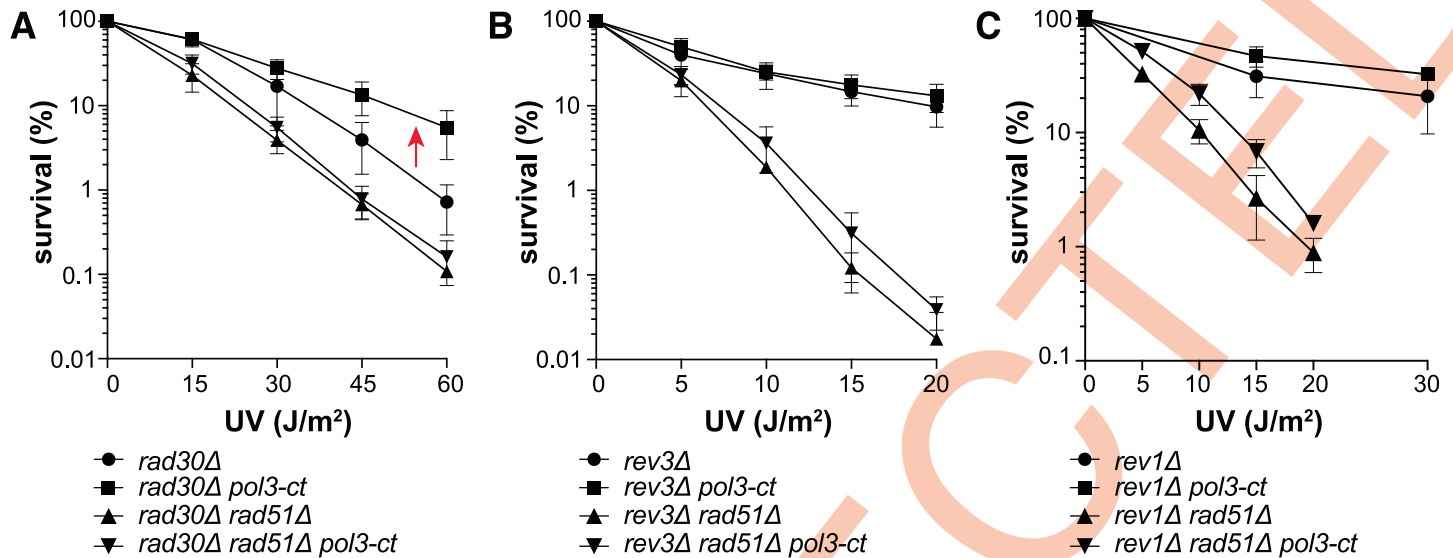 A
100
10
1
0.1
0.01
survival (%)
0
15
30
45
60
UV (J/m²)
rad30Δ
rad30Δ pol3-ct
rad30Δ rad51Δ
rad30Δ rad51Δ pol3-ct
B
100
10
1
0.1
0.01
survival (%)
0
5
10
15
20
UV (J/m²)
rev3Δ
rev3Δ pol3-ct
rev3Δ rad51Δ
rev3Δ rad51Δ pol3-ct
C
100
10
1
0.1
survival (%)
0
5
10
15
20
30
UV (J/m²)
rev1Δ
rev1Δ pol3-ct
rev1Δ rad51Δ
rev1Δ rad51Δ pol3-ct
CTE